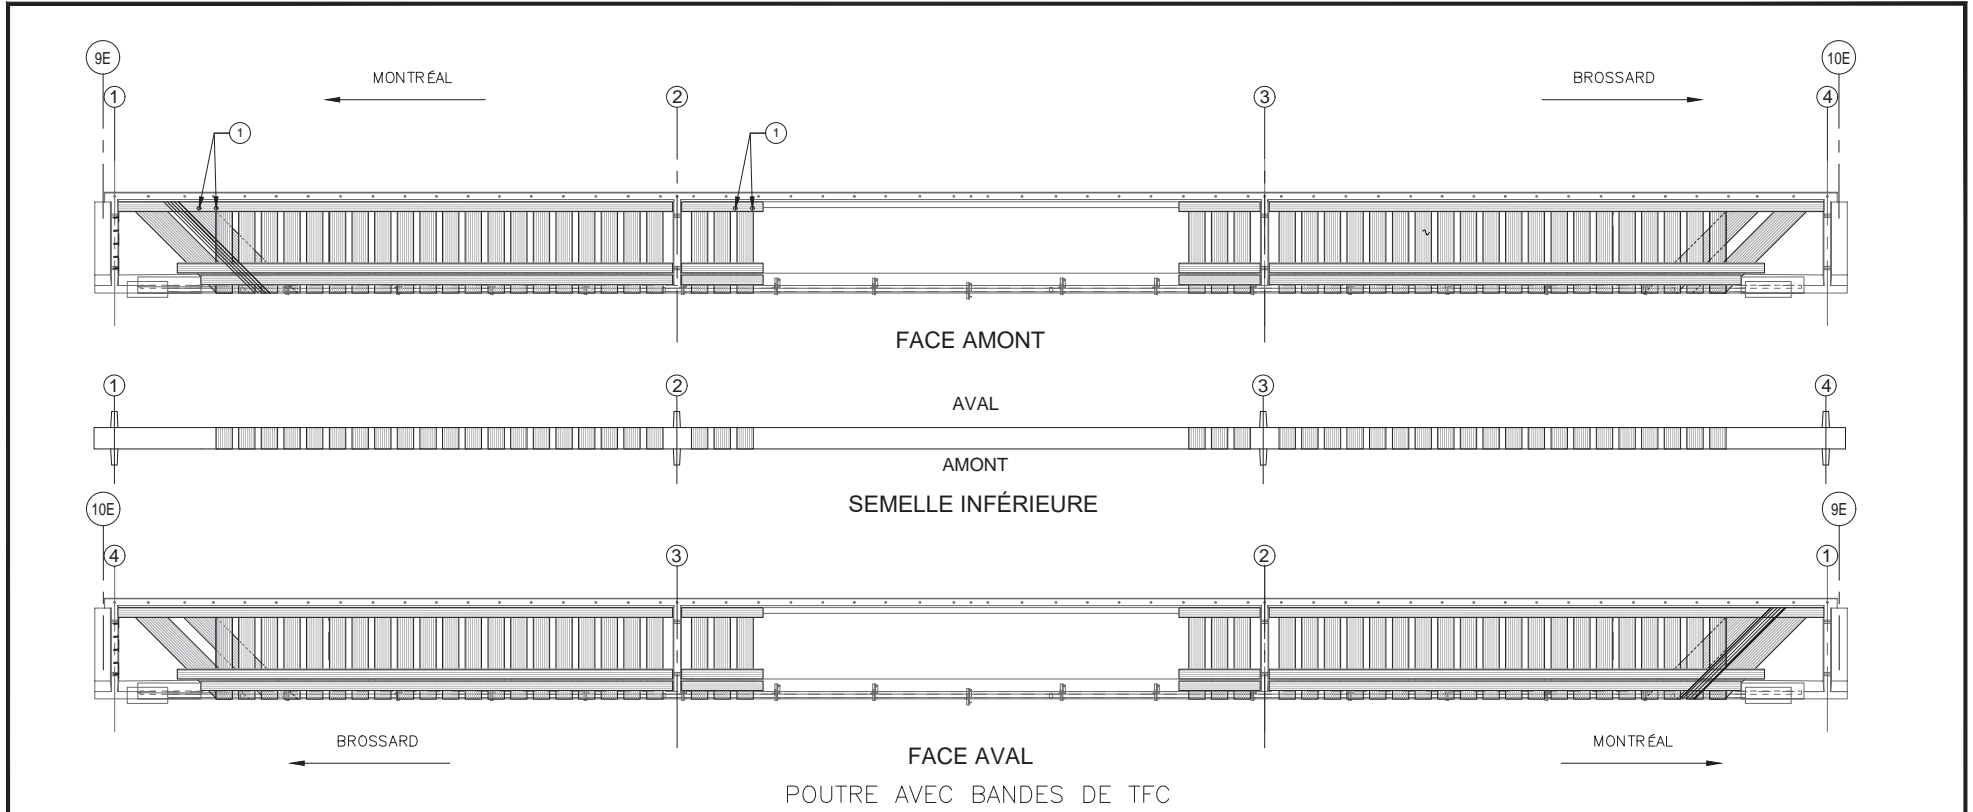 9E
10E
MONTRÉAL
BROSSARD
1
2
3
4
1
1
FACE AMONT
1
2
3
4
AVAL
AMONT
SEMELLE INFÉRIEURE
10E
9E
4
3
2
1
BROSSARD
MONTRÉAL
FACE AVAL
POUTRE AVEC BANDES DE TFC